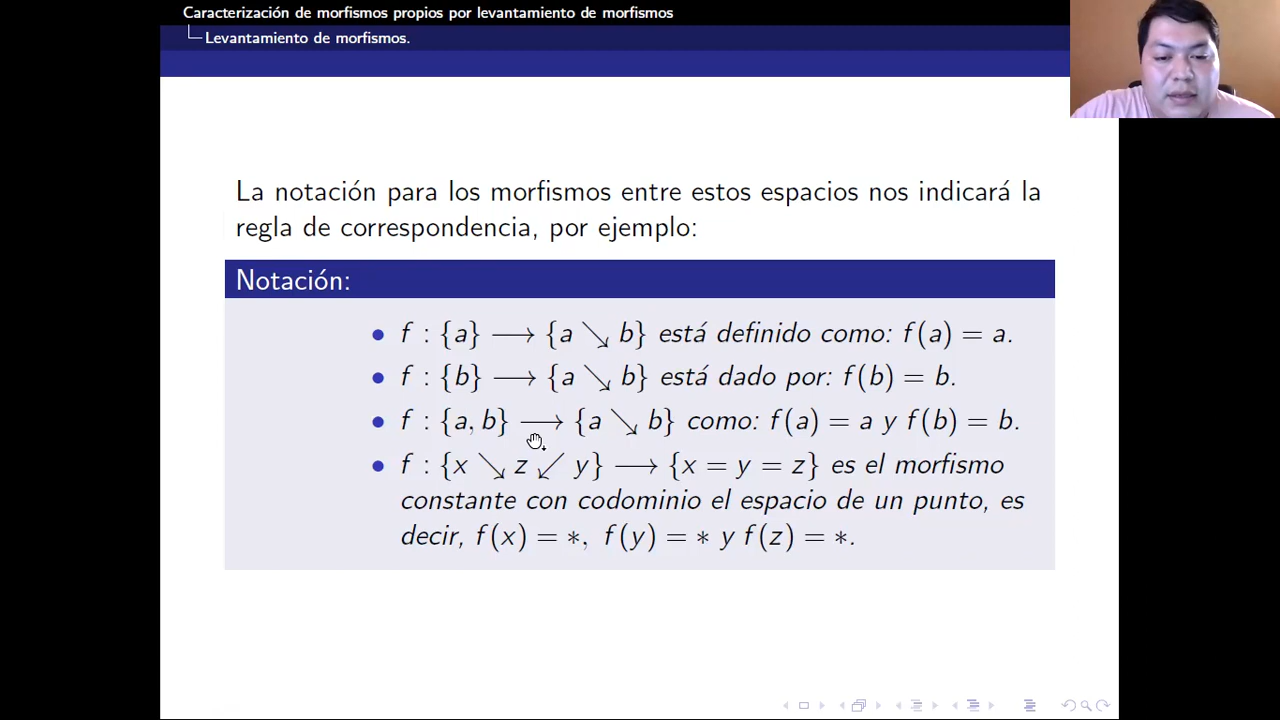 Caracterización de morfismos propios por levantamiento de morfismos
Levantamiento de morfismos.
La notación para los morfismos entre estos espacios nos indicará la
regla de correspondencia, por ejemplo:
Notación:
• f : {a} ⟶ {a ↘ b} está definido como: f(a) = a.
• f : {b} ⟶ {a ↘ b} está dado por: f(b) = b.
• f : {a, b} ⟶ {a ↘ b} como: f(a) = a y f(b) = b.
• f : {x ↘ z ↙ y} ⟶ {x = y = z} es el morfismo
constante con codominio el espacio de un punto, es
decir, f(x) = ∗, f(y) = ∗ y f(z) = ∗.